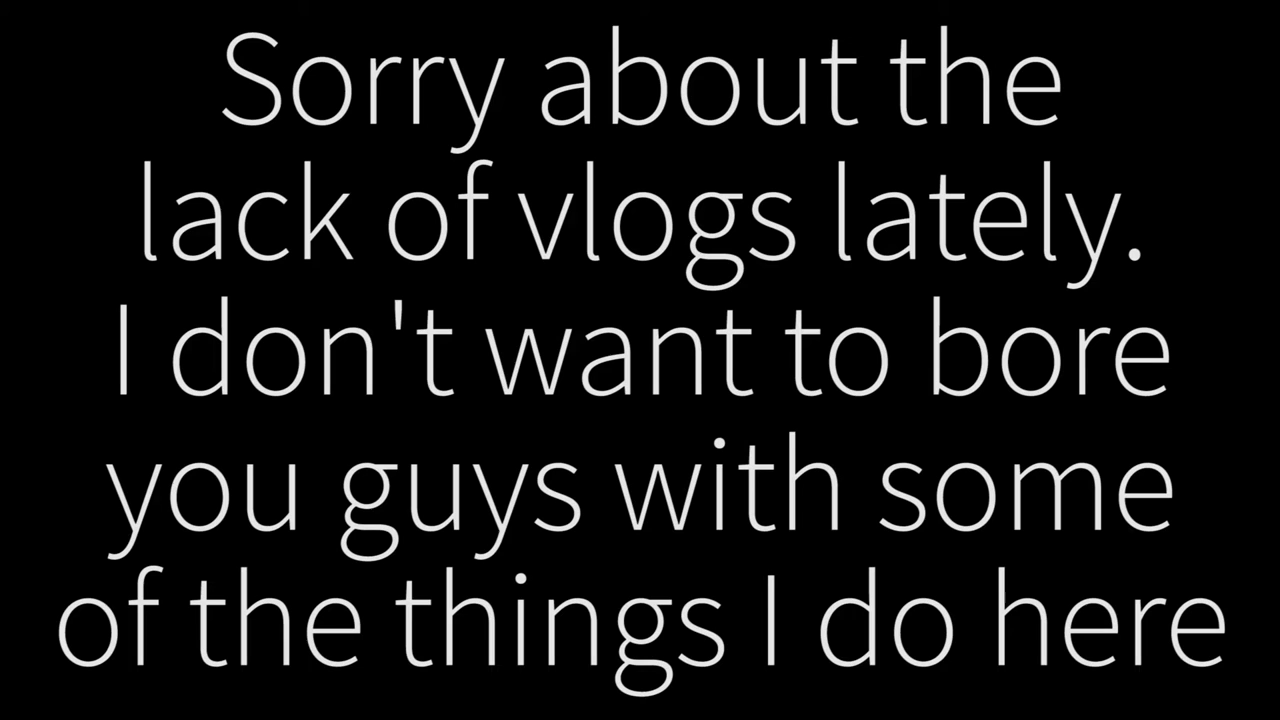 Sorry about the
lack of vlogs lately.
I don't want to bore
you guys with some
of the things I do here